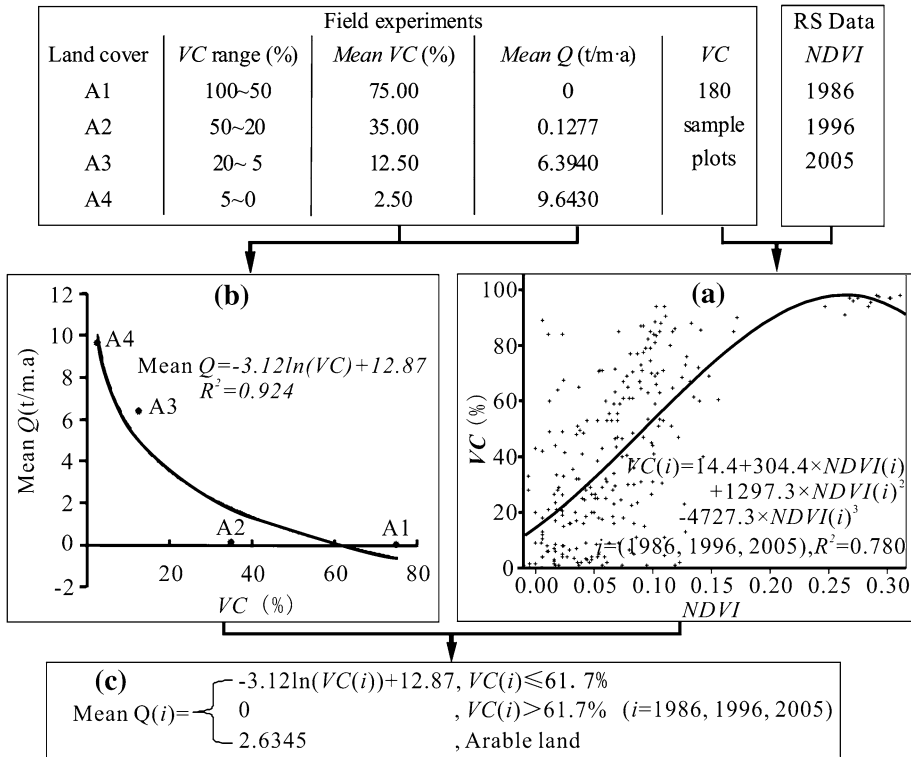 Field experiments
RS Data
Land cover VC range (%) Mean VC (%) Mean Q (t/m·a) VC NDVI
A1 100~50 75.00 0 180 1986
A2 50~20 35.00 0.1277 sample 1996
A3 20~ 5 12.50 6.3940 plots 2005
A4 5~0 2.50 9.6430
(b)
12
10
8
6
4
2
0
-2
Mean Q(t/m.a)
A4
A3
A2
A1
Mean Q=-3.12ln(VC)+12.87
R²=0.924
20 40 60 80
VC (%)
(a)
100
80
60
40
20
0
VC (%)
VC(i)=14.4+304.4×NDVI(i)
+1297.3×NDVI(i)²
-4727.3×NDVI(i)³
i=(1986, 1996, 2005), R²=0.780
0.00 0.05 0.10 0.15 0.20 0.25 0.30
NDVI
(c)
-3.12ln(VC(i))+12.87, VC(i)≤61.7%
Mean Q(i)= 0 , VC(i)>61.7% (i=1986, 1996, 2005)
2.6345 , Arable land